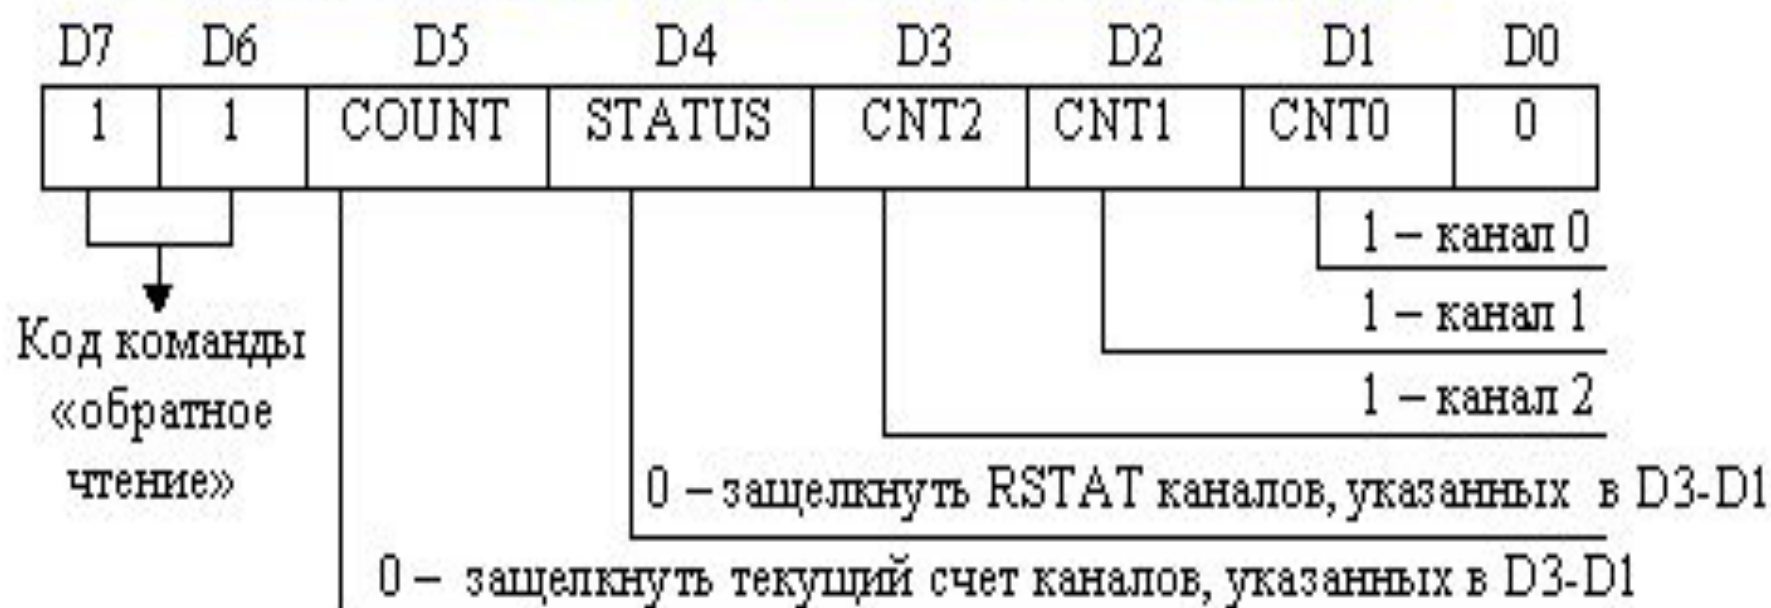 D7 D6 D5 D4 D3 D2 D1 D0
1 1 COUNT STATUS CNT2 CNT1 CNT0 0
1 – канал 0
1 – канал 1
1 – канал 2
Код команды
«обратное
чтение»
0 – защелкнуть RSTAT каналов, указанных в D3-D1
0 – защелкнуть текущий счет каналов, указанных в D3-D1